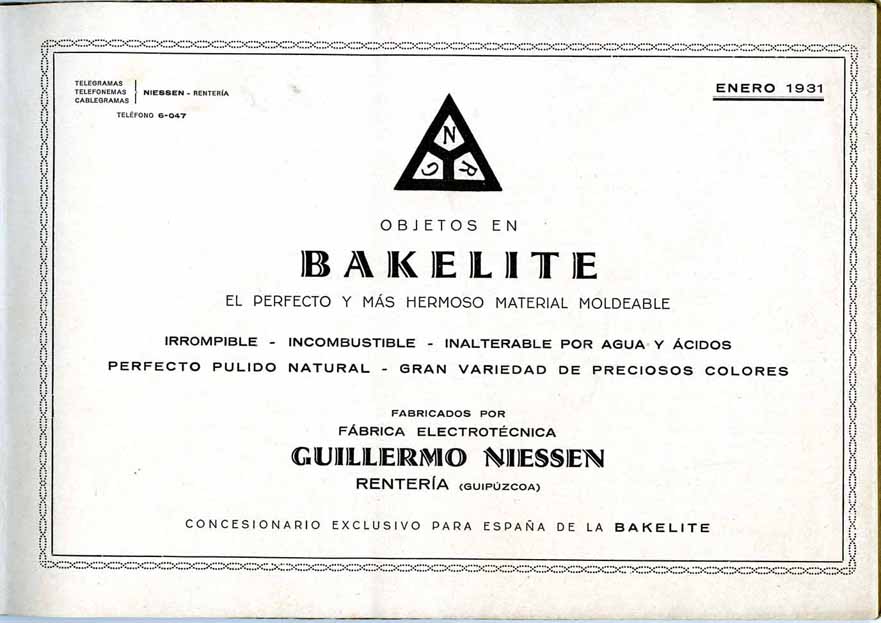 TELEGRAMAS
TELEFONEMAS
CABLEGRAMAS
NIESSEN - RENTERÍA
TELÉFONO 6-047
ENERO 1931
N
G R
OBJETOS EN
BAKELITE
EL PERFECTO Y MÁS HERMOSO MATERIAL MOLDEABLE
IRROMPIBLE - INCOMBUSTIBLE - INALTERABLE POR AGUA Y ÁCIDOS
PERFECTO PULIDO NATURAL - GRAN VARIEDAD DE PRECIOSOS COLORES
FABRICADOS POR
FÁBRICA ELECTROTÉCNICA
GUILLERMO NIESSEN
RENTERÍA (GUIPÚZCOA)
CONCESIONARIO EXCLUSIVO PARA ESPAÑA DE LA BAKELITE